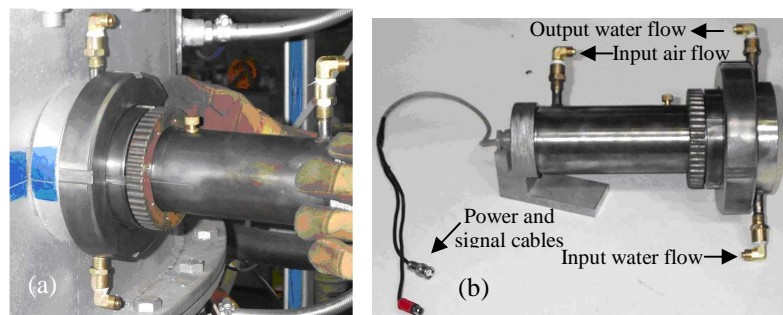 Output water flow
Input air flow
Power and
signal cables
Input water flow
(a)
(b)